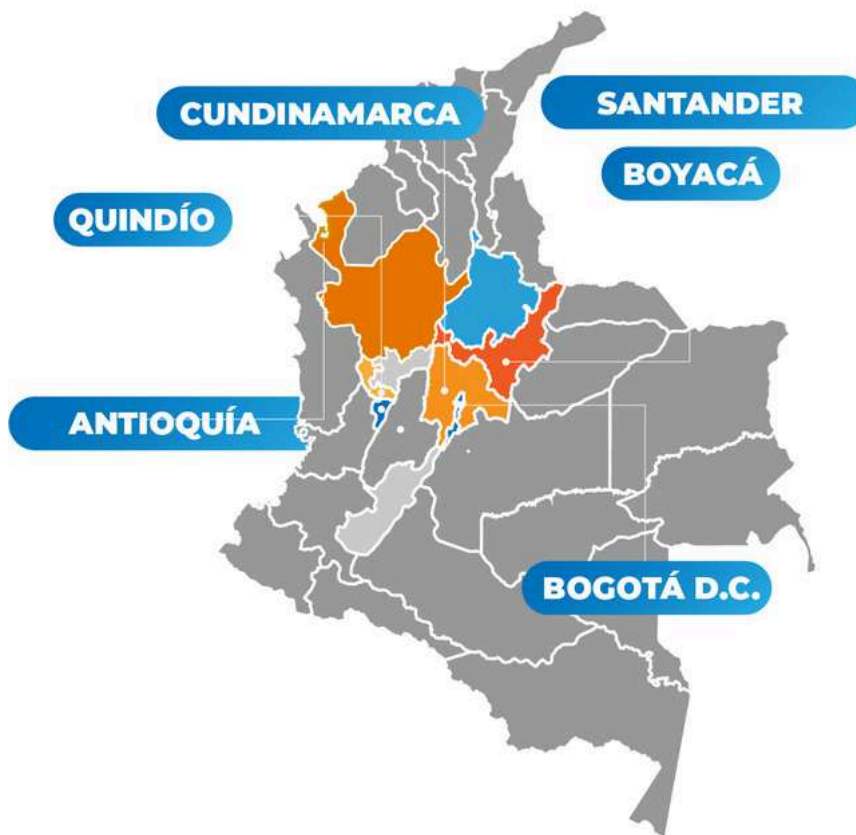 CUNDINAMARCA
SANTANDER
BOYACÁ
QUINDÍO
ANTIOQUÍA
BOGOTÁ D.C.